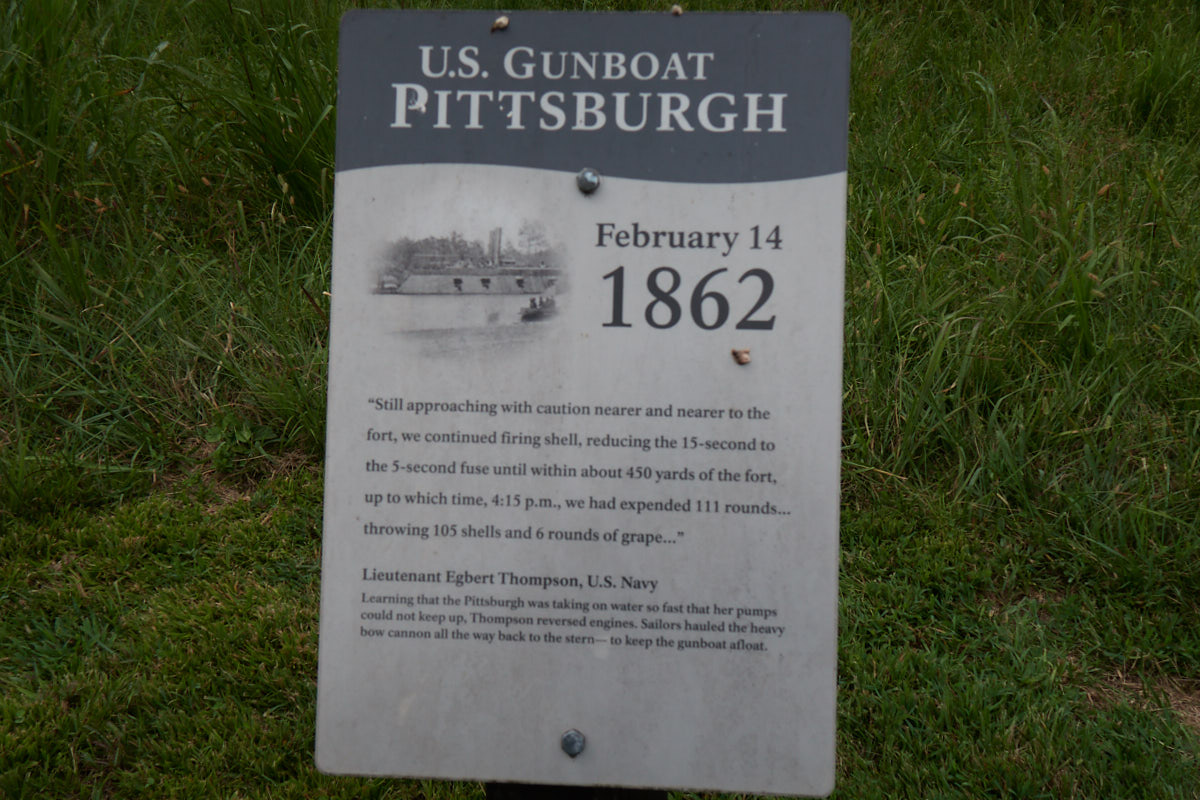 U.S. GUNBOAT
PITTSBURGH
February 14
1862
“Still approaching with caution nearer and nearer to the
fort, we continued firing shell, reducing the 15-second to
the 5-second fuse until within about 450 yards of the fort,
up to which time, 4:15 p.m., we had expended 111 rounds...
throwing 105 shells and 6 rounds of grape...”
Lieutenant Egbert Thompson, U.S. Navy
Learning that the Pittsburgh was taking on water so fast that her pumps
could not keep up, Thompson reversed engines. Sailors hauled the heavy
bow cannon all the way back to the stern— to keep the gunboat afloat.